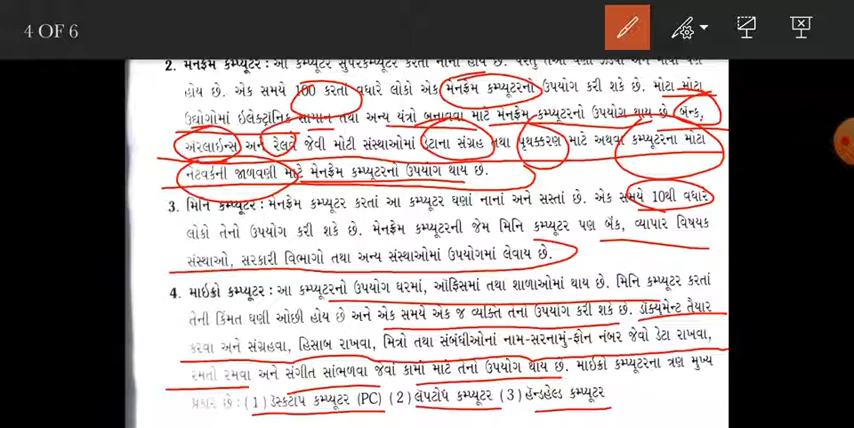 4 OF 6
2. મેનફ્રેમ કમ્પ્યૂટર : આ કમ્પ્યૂટર સુપરકમ્પ્યૂટર કરતાં નાનાં હોય છે. પરંતુ તેઓ ઘણાં ઝડપી અને મોંઘાં પણ
હોય છે. એક સમયે 100 કરતાં વધારે લોકો એક મેનફ્રેમ કમ્પ્યૂટરનો ઉપયોગ કરી શકે છે. મોટા મોટા
ઉદ્યોગોમાં ઇલેક્ટ્રૉનિક સામાન તથા અન્ય યંત્રો બનાવવા માટે મેનફ્રેમ કમ્પ્યૂટરનો ઉપયોગ થાય છે. બૅન્ક,
અરલાઇન્સ અને રેલવે જેવી મોટી સંસ્થાઓમાં ડેટાના સંગ્રહ તથા પૃથક્કરણ માટે અથવા કમ્પ્યૂટરના મોટા
નેટવર્કની જાળવણી માટે મેનફ્રેમ કમ્પ્યૂટરનો ઉપયોગ થાય છે.
3. મિનિ કમ્પ્યૂટર : મેનફ્રેમ કમ્પ્યૂટર કરતાં આ કમ્પ્યૂટર ઘણાં નાનાં અને સસ્તાં છે. એક સમયે 10થી વધારે
લોકો તેનો ઉપયોગ કરી શકે છે. મેનફ્રેમ કમ્પ્યૂટરની જેમ મિનિ કમ્પ્યૂટર પણ બૅંક, વ્યાપાર વિષયક
સંસ્થાઓ, સરકારી વિભાગો તથા અન્ય સંસ્થાઓમાં ઉપયોગમાં લેવાય છે.
4. માઇક્રો કમ્પ્યૂટર : આ કમ્પ્યૂટરનો ઉપયોગ ઘરમાં, ઑફિસમાં તથા શાળાઓમાં થાય છે. મિનિ કમ્પ્યૂટર કરતાં
તેની કિંમત ઘણી ઓછી હોય છે અને એક સમયે એક જ વ્યક્તિ તેના ઉપયોગ કરી શકે છે. ડૉક્યુમેન્ટ તૈયાર
કરવા અને સંગ્રહવા, હિસાબ રાખવા, મિત્રો તથા સંબંધીઓનાં નામ-સરનામું-ફોન નંબર જેવો ડેટા રાખવા,
રમતો રમવા અને સંગીત સાંભળવા જેવાં કામો માટે તેનો ઉપયોગ થાય છે. માઇક્રો કમ્પ્યૂટરના ત્રણ મુખ્ય
પ્રકાર છે : (1) ડેસ્કટોપ કમ્પ્યૂટર (PC) (2) લૅપટોપ કમ્પ્યૂટર (3) હૅન્ડહેલ્ડ કમ્પ્યૂટર